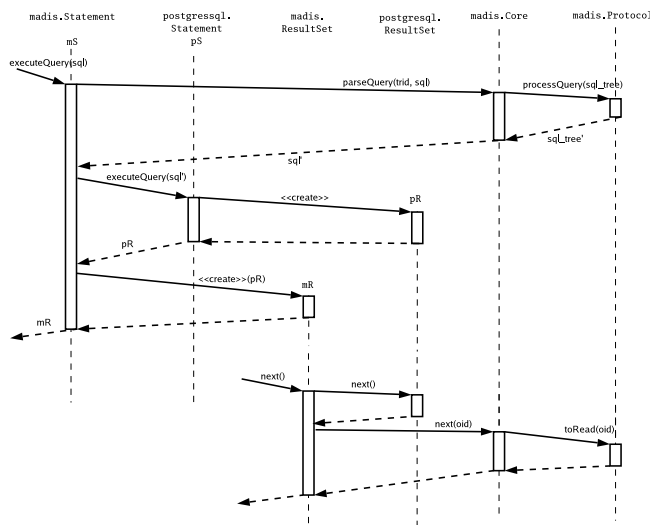 madis.Statement
mS
postgressql.
Statement
pS
madis.
ResultSet
postgresql.
ResultSet
madis.Core
madis.Protocol
executeQuery(sql)
parseQuery(trid, sql)
processQuery(sql_tree)
sql_tree'
sql'
executeQuery(sql')
<<create>>
pR
pR
<<create>>(pR)
mR
mR
next()
next()
next(oid)
toRead(oid)